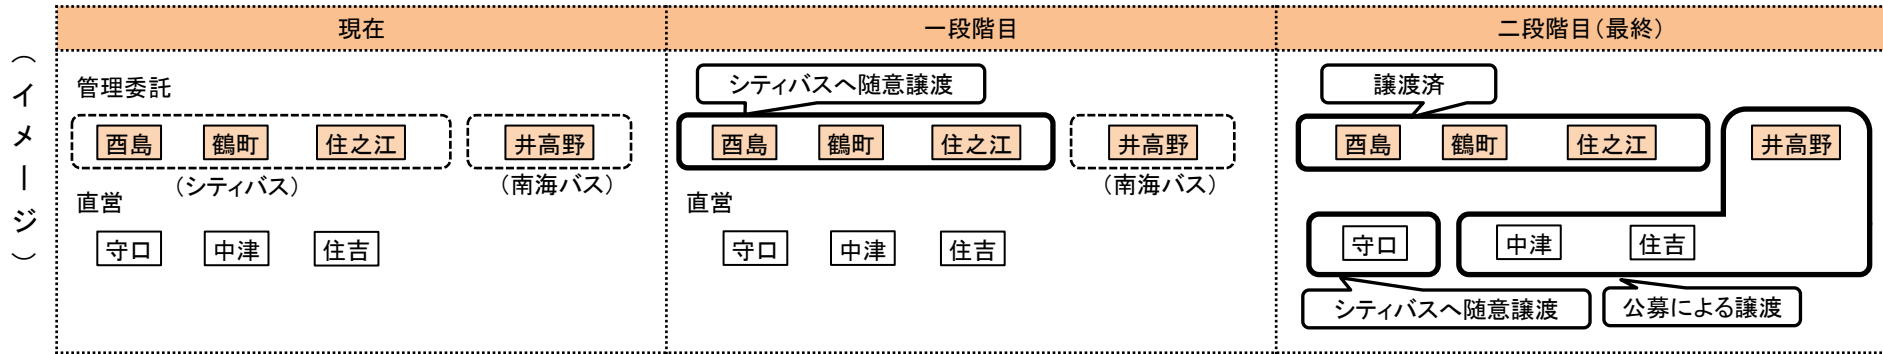 （イメージ）
現在
管理委託
酉島 鶴町 住之江 井高野
（シティバス） （南海バス）
直営
守口 中津 住吉
一段階目
シティバスへ随意譲渡
酉島 鶴町 住之江 井高野
（南海バス）
直営
守口 中津 住吉
二段階目（最終）
譲渡済
酉島 鶴町 住之江 井高野
守口 中津 住吉
シティバスへ随意譲渡 公募による譲渡